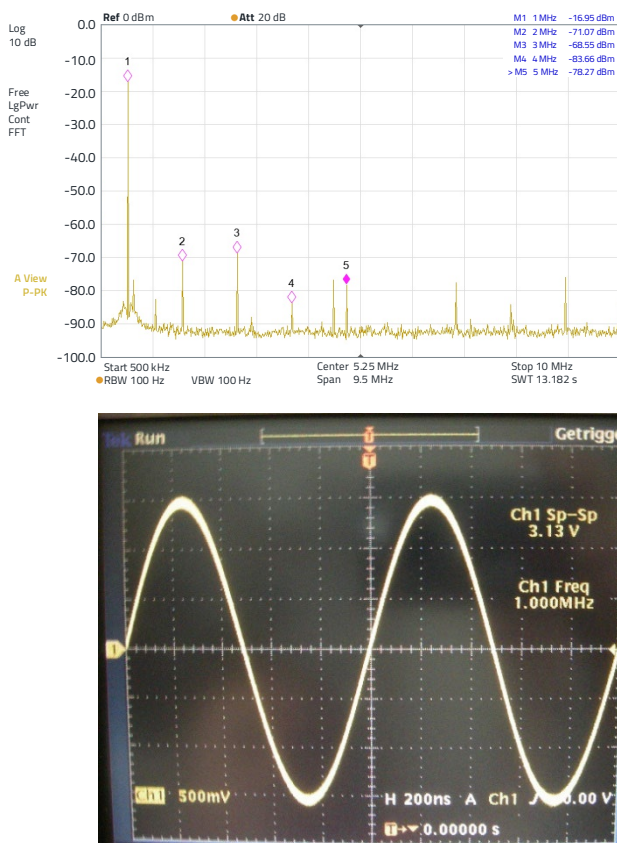 Ref 0 dBm
Att 20 dB
Log
10 dB
Free
LgPwr
Cont
FFT
A View
P-PK
0.0
-10.0
-20.0
-30.0
-40.0
-50.0
-60.0
-70.0
-80.0
-90.0
-100.0
M1 1 MHz -16.95 dBm
M2 2 MHz -71.07 dBm
M3 3 MHz -68.55 dBm
M4 4 MHz -83.66 dBm
> M5 5 MHz -78.27 dBm
1
2
3
4
5
Start 500 kHz
Center 5.25 MHz
Stop 10 MHz
RBW 100 Hz
VBW 100 Hz
Span 9.5 MHz
SWT 13.182 s
Tek Run
Getrigge
T
T
Ch1 Sp-Sp
3.13 V
Ch1 Freq
1.000MHz
1
Ch1 500mV
H 200ns A Ch1
0.00 V
T 0.00000 s